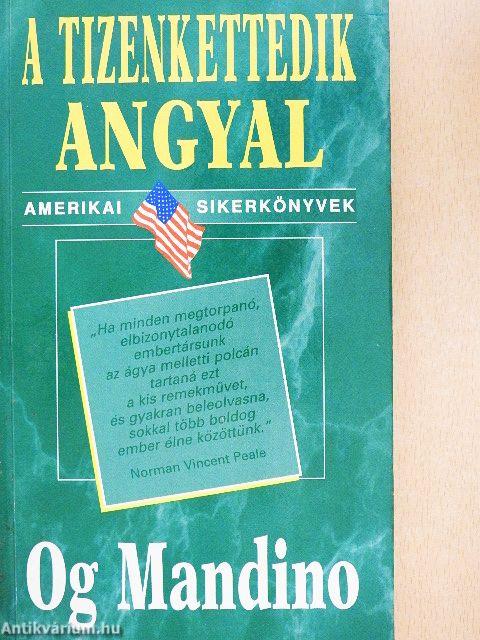 A TIZENKETTEDIK
ANGYAL
AMERIKAI SIKERKÖNYVEK
„Ha minden megtorpanó,
elbizonytalanodó
embertársunk
az ágya melletti polcán
tartaná ezt
a kis remekművet,
és gyakran beleolvasna,
sokkal több boldog
ember élne közöttünk."
Norman Vincent Peale
Og Mandino
Antikvárium.hu